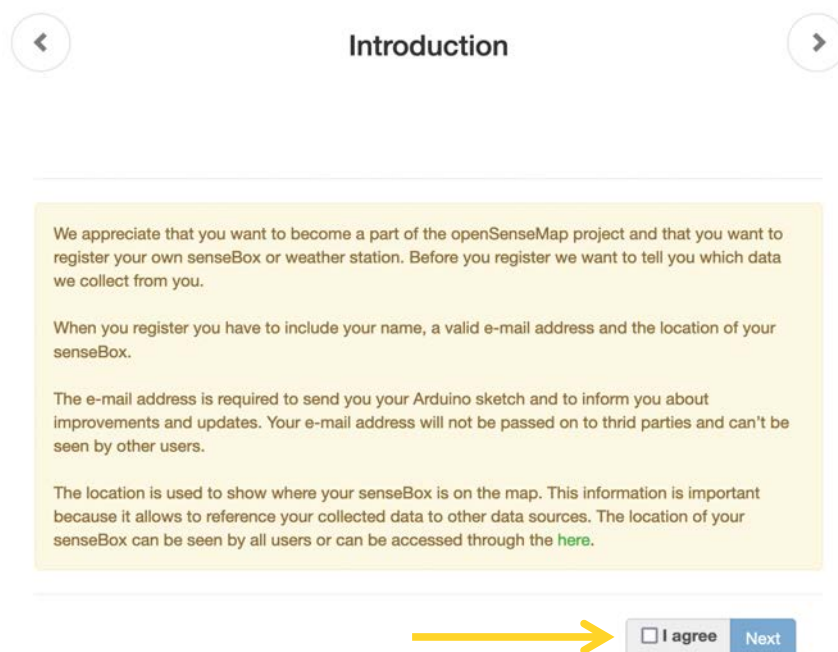 Introduction
We appreciate that you want to become a part of the openSenseMap project and that you want to
register your own senseBox or weather station. Before you register we want to tell you which data
we collect from you.
When you register you have to include your name, a valid e-mail address and the location of your
senseBox.
The e-mail address is required to send you your Arduino sketch and to inform you about
improvements and updates. Your e-mail address will not be passed on to thrid parties and can't be
seen by other users.
The location is used to show where your senseBox is on the map. This information is important
because it allows to reference your collected data to other data sources. The location of your
senseBox can be seen by all users or can be accessed through the here.
I agree Next